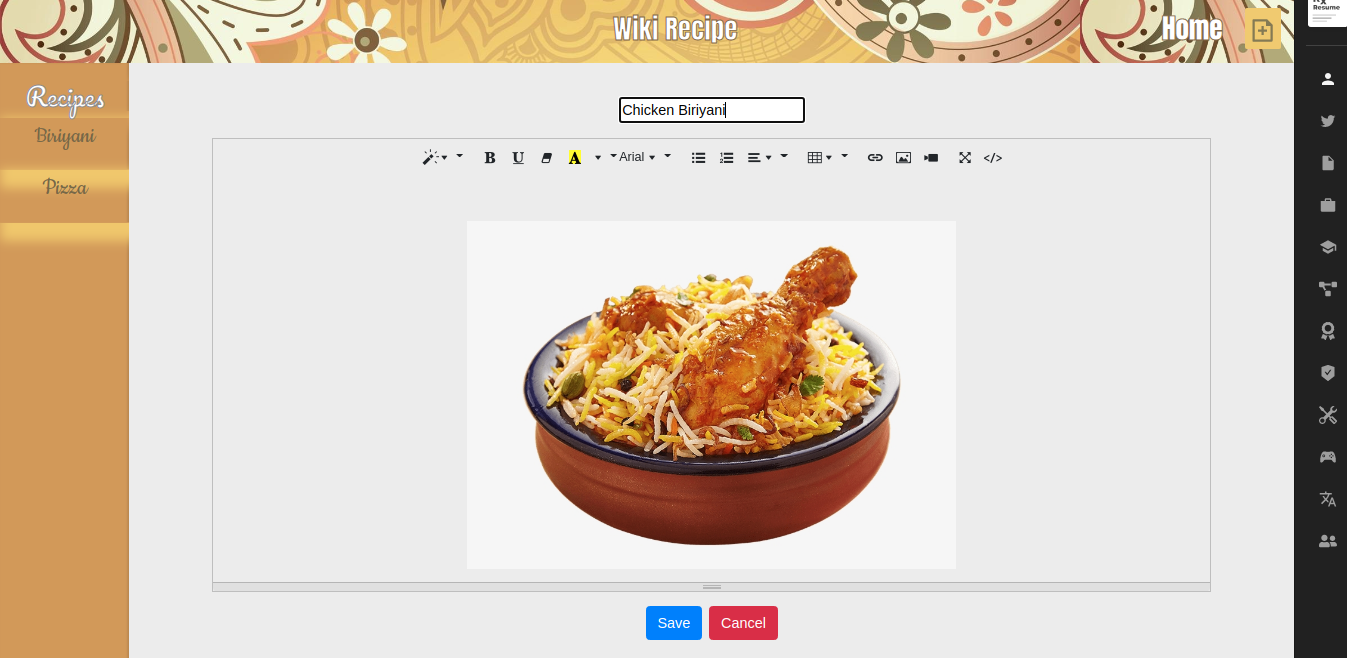 Wiki Recipe
Home
Resume
Recipes
Biriyani
Pizza
Chicken Biriyani
B U A Arial </>
Save Cancel